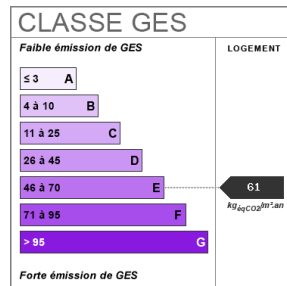 CLASSE GES
Faible émission de GES
LOGEMENT
≤ 3 A
4 à 10 B
11 à 25 C
26 à 45 D
46 à 70 E
61
kgéqCO2/m².an
71 à 95 F
> 95 G
Forte émission de GES